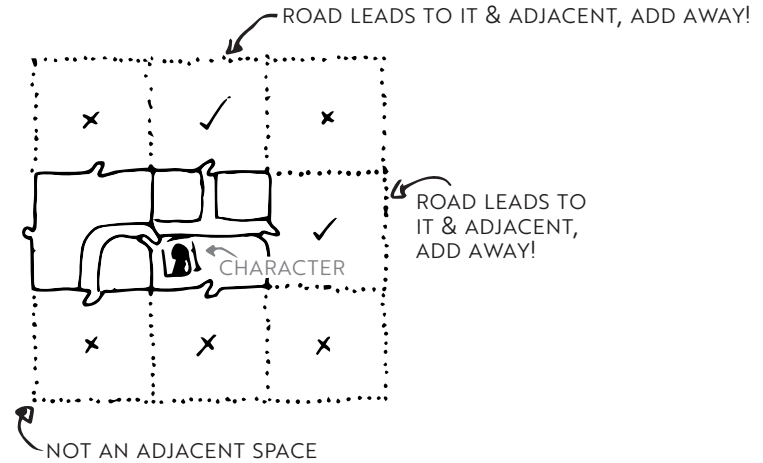 ROAD LEADS TO IT & ADJACENT, ADD AWAY!
ROAD LEADS TO
IT & ADJACENT,
ADD AWAY!
CHARACTER
NOT AN ADJACENT SPACE